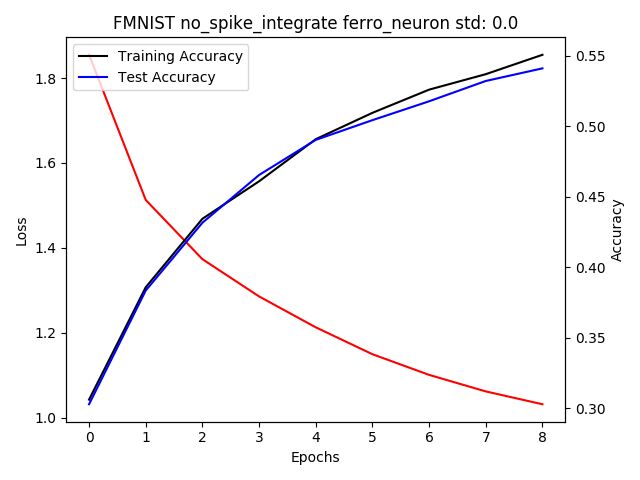 FMNIST no_spike_integrate ferro_neuron std: 0.0
Training Accuracy
Test Accuracy
1.8
1.6
1.4
1.2
1.0
Loss
0.55
0.50
0.45
0.40
0.35
0.30
Accuracy
0 1 2 3 4 5 6 7 8
Epochs